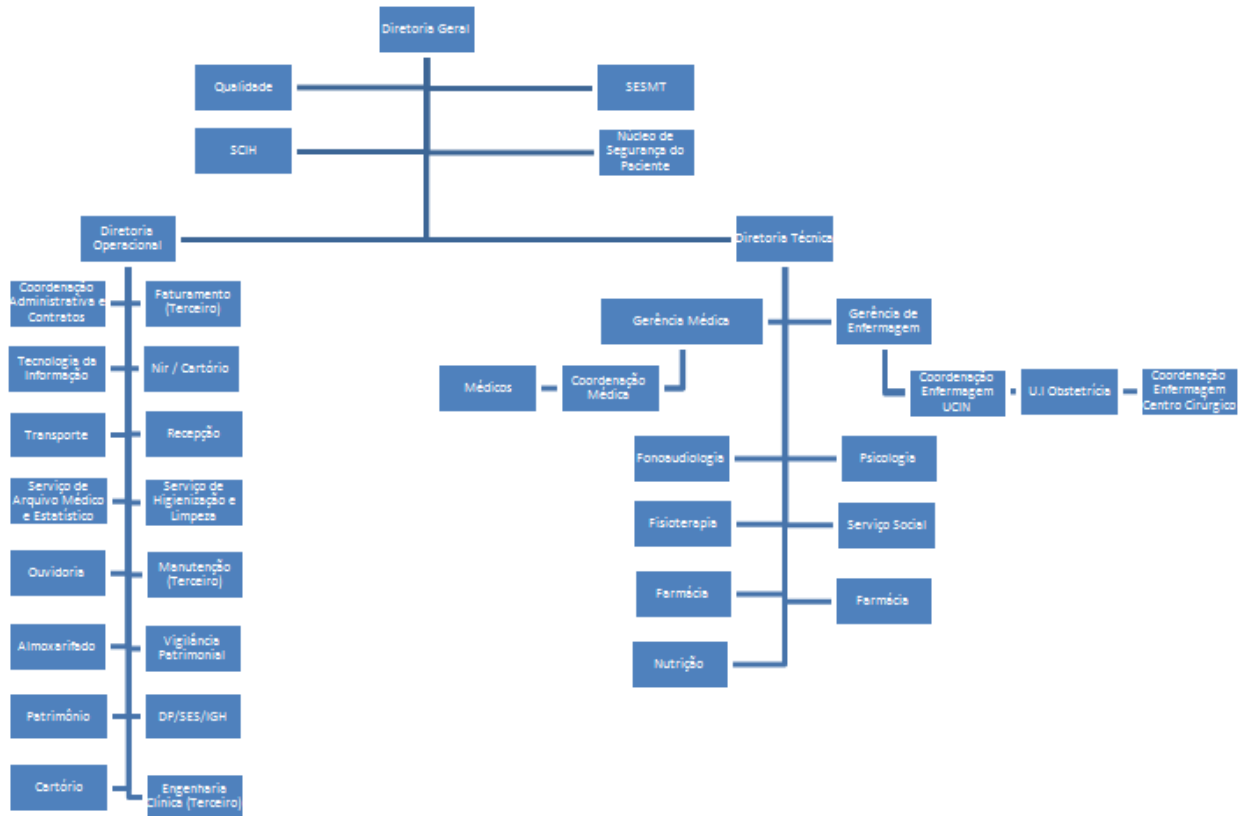 Diretoria Geral
Qualidade
SESMT
SCIH
Núcleo de
Segurança do
Paciente
Diretoria
Operacional
Diretoria Técnica
Coordenação
Administrativa e
Contratos
Faturamento
(Terceiro)
Gerência Médica
Gerência de
Enfermagem
Tecnologia da
Informação
Nir / Cartório
Médicos
Coordenação
Médica
Coordenação
Enfermagem
UCIN
U.I Obstetrícia
Coordenação
Enfermagem
Centro Cirurgico
Transporte
Recepção
Fonoaudiologia
Psicologia
Serviço de
Arquivo Médico
e Estatístico
Serviço de
Higienização e
Limpeza
Fisioterapia
Serviço Social
Ouvidoria
Manutenção
(Terceiro)
Farmácia
Farmácia
Almoxarifado
Vigilância
Patrimonial
Nutrição
Patrimônio
DP/SES/IGH
Cartório
Engenharia
Clínica (Terceiro)